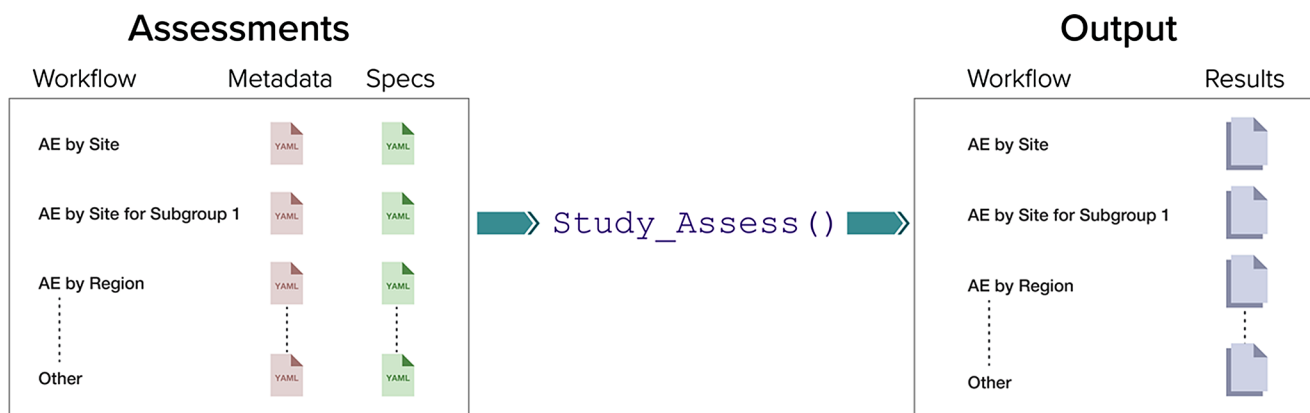 Assessments
Workflow Metadata Specs
AE by Site YAML YAML
AE by Site for Subgroup 1 YAML YAML
AE by Region YAML YAML
Other YAML YAML
Study_Assess()
Output
Workflow Results
AE by Site
AE by Site for Subgroup 1
AE by Region
Other